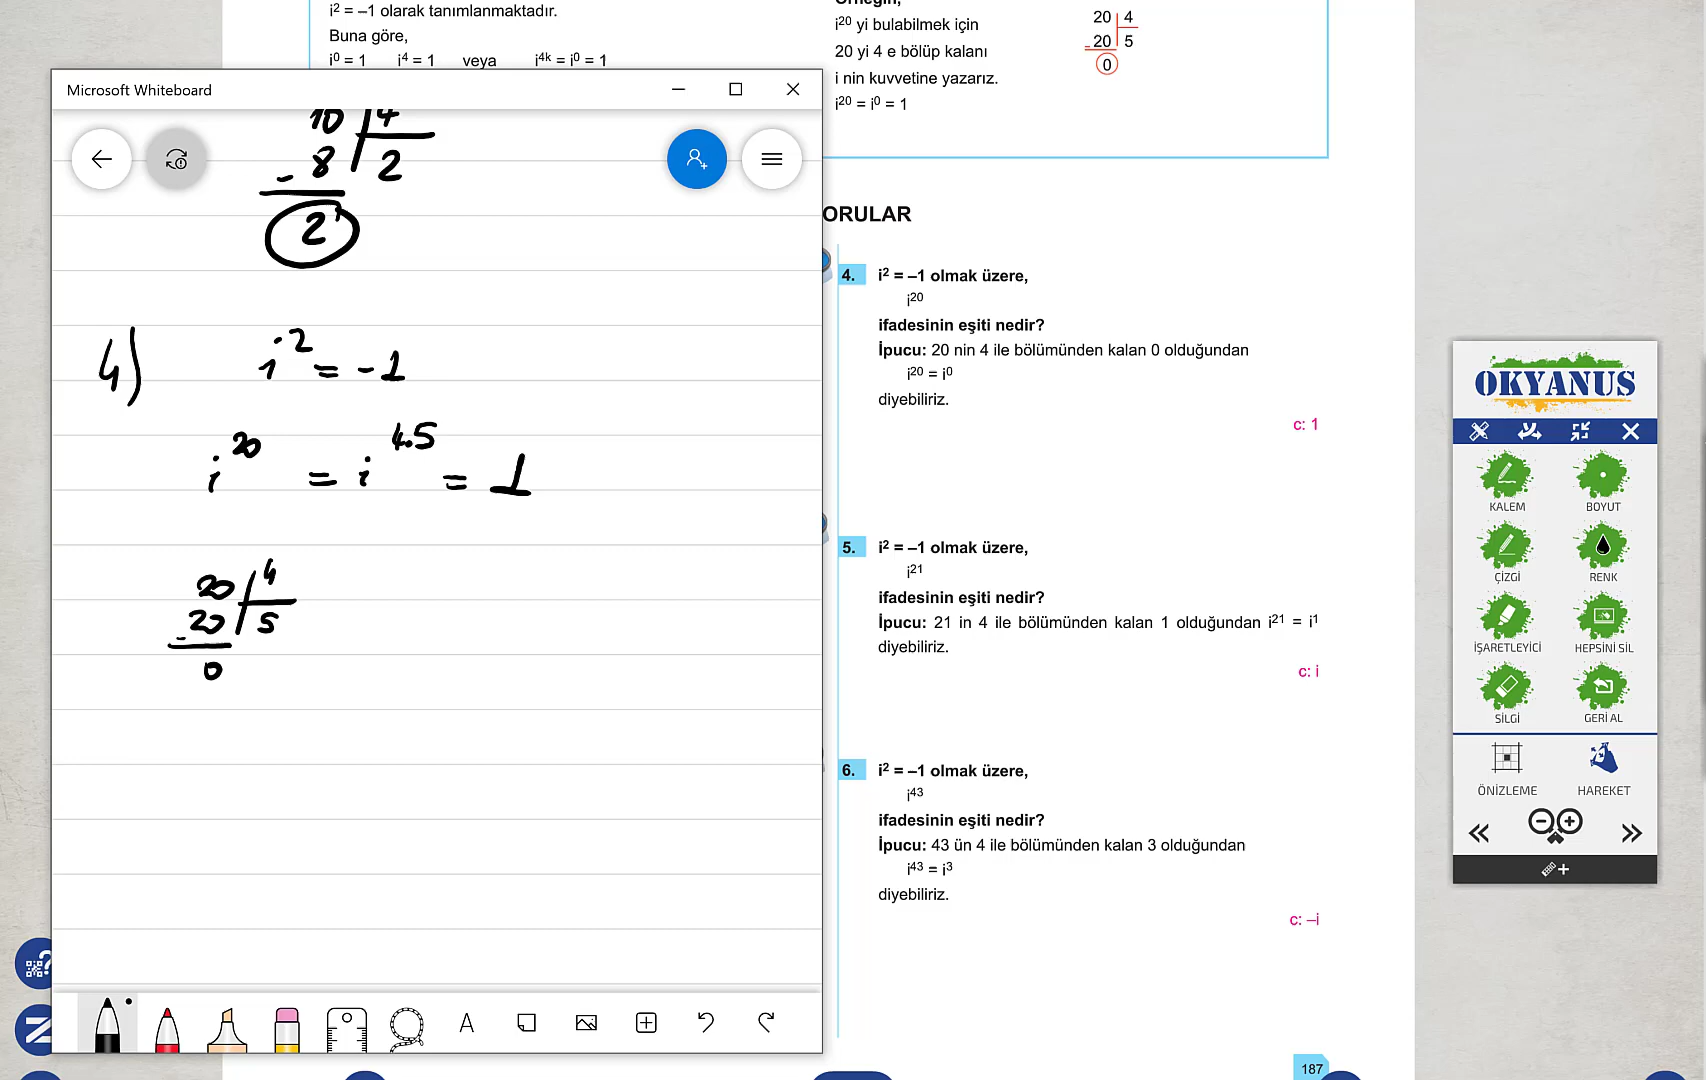 i² = –1 olarak tanımlanmaktadır.
Buna göre,
i⁰ = 1 i⁴ = 1 veya i⁴ᵏ = i⁰ = 1
i²⁰ yi bulabilmek için
20 yi 4 e bölüp kalanı
i nin kuvvetine yazarız.
i²⁰ = i⁰ = 1
20 4
- 20 5
0
Microsoft Whiteboard
10 4
- 8 2
2
4) i² = -1
i²⁰ = i⁴·⁵ = 1
20 4
- 20 5
0
A
ORULAR
4. i² = –1 olmak üzere,
i²⁰
ifadesinin eşiti nedir?
İpucu: 20 nin 4 ile bölümünden kalan 0 olduğundan
i²⁰ = i⁰
diyebiliriz.
c: 1
5. i² = –1 olmak üzere,
i²¹
ifadesinin eşiti nedir?
İpucu: 21 in 4 ile bölümünden kalan 1 olduğundan i²¹ = i¹
diyebiliriz.
c: i
6. i² = –1 olmak üzere,
i⁴³
ifadesinin eşiti nedir?
İpucu: 43 ün 4 ile bölümünden kalan 3 olduğundan
i⁴³ = i³
diyebiliriz.
c: –i
187
OKYANUS
KALEM BOYUT
ÇİZGİ RENK
İŞARETLEYİCİ HEPSİNİ SİL
SİLGİ GERİ AL
ÖNİZLEME HAREKET